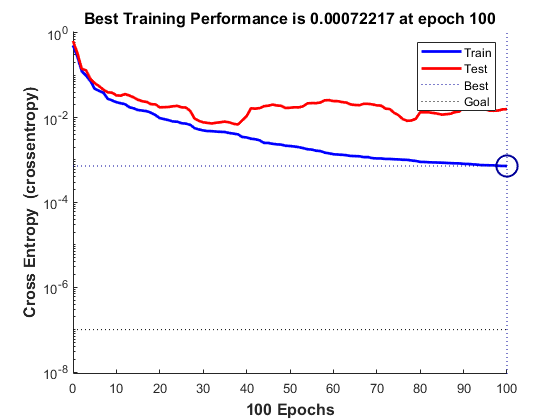 Best Training Performance is 0.00072217 at epoch 100
10^0
10^-2
10^-4
10^-6
10^-8
Cross Entropy (crossentropy)
Train
Test
Best
Goal
0 10 20 30 40 50 60 70 80 90 100
100 Epochs